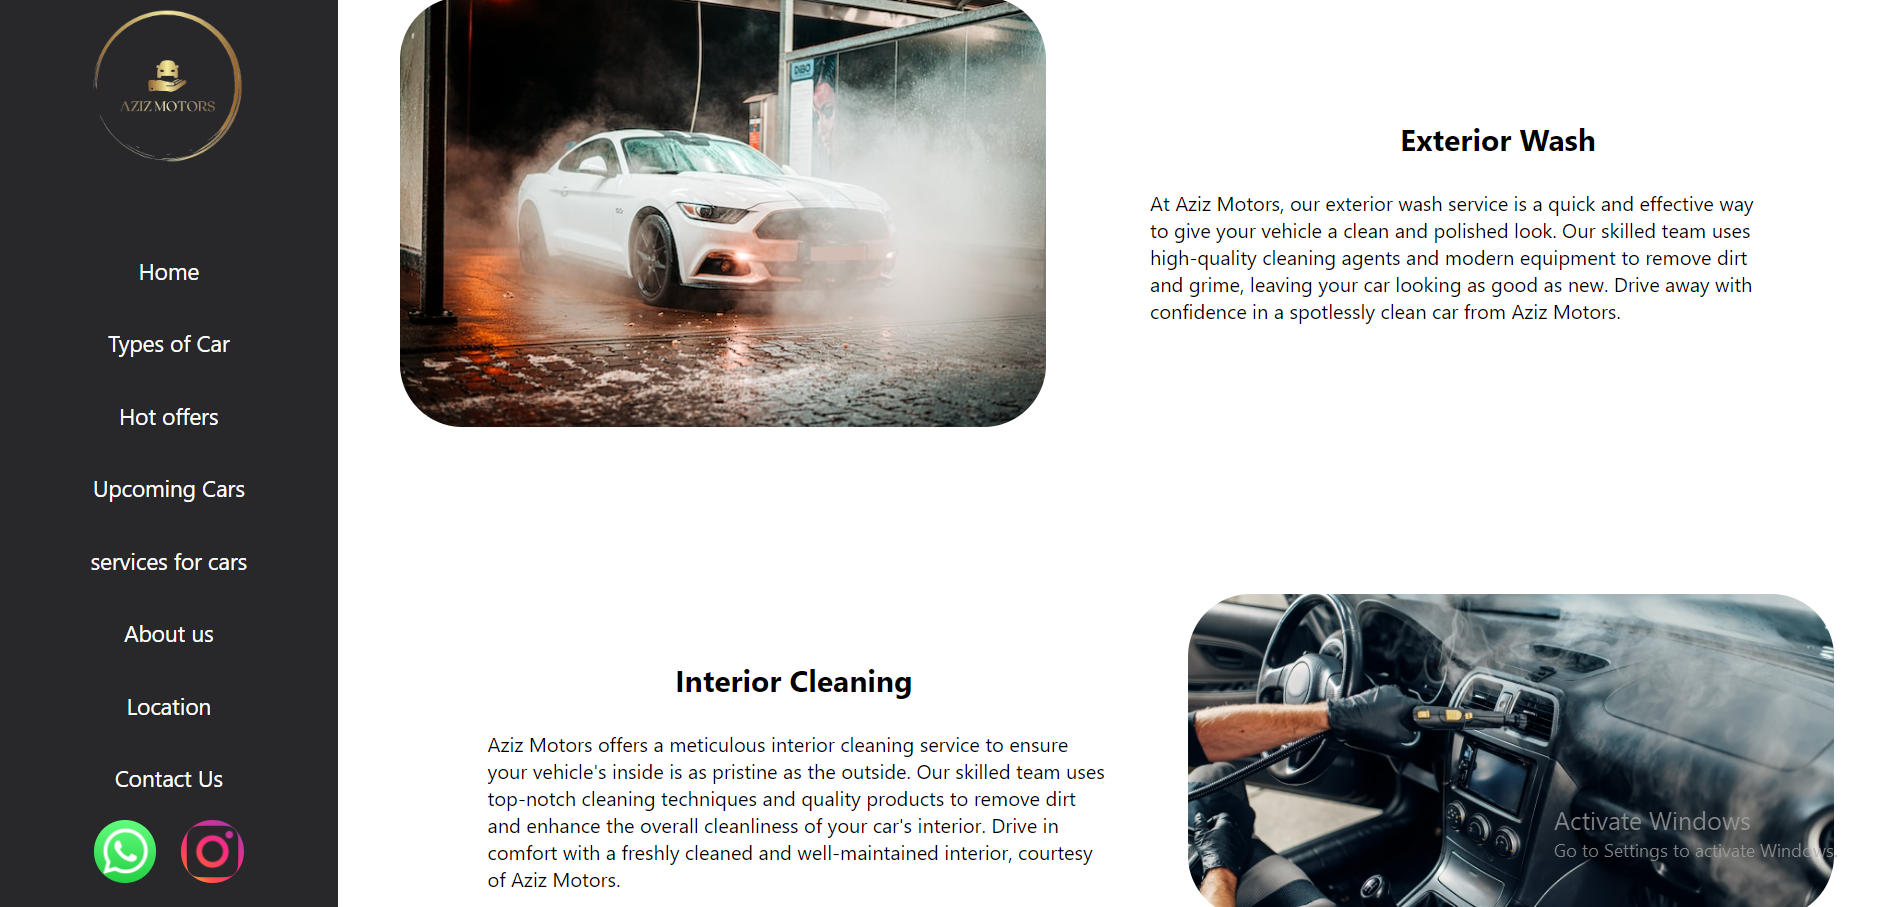 AZIZ MOTORS
Home
Types of Car
Hot offers
Upcoming Cars
services for cars
About us
Location
Contact Us
DiBO
Exterior Wash
At Aziz Motors, our exterior wash service is a quick and effective way
to give your vehicle a clean and polished look. Our skilled team uses
high-quality cleaning agents and modern equipment to remove dirt
and grime, leaving your car looking as good as new. Drive away with
confidence in a spotlessly clean car from Aziz Motors.
Interior Cleaning
Aziz Motors offers a meticulous interior cleaning service to ensure
your vehicle's inside is as pristine as the outside. Our skilled team uses
top-notch cleaning techniques and quality products to remove dirt
and enhance the overall cleanliness of your car's interior. Drive in
comfort with a freshly cleaned and well-maintained interior, courtesy
of Aziz Motors.
Activate Windows
Go to Settings to activate Windows.